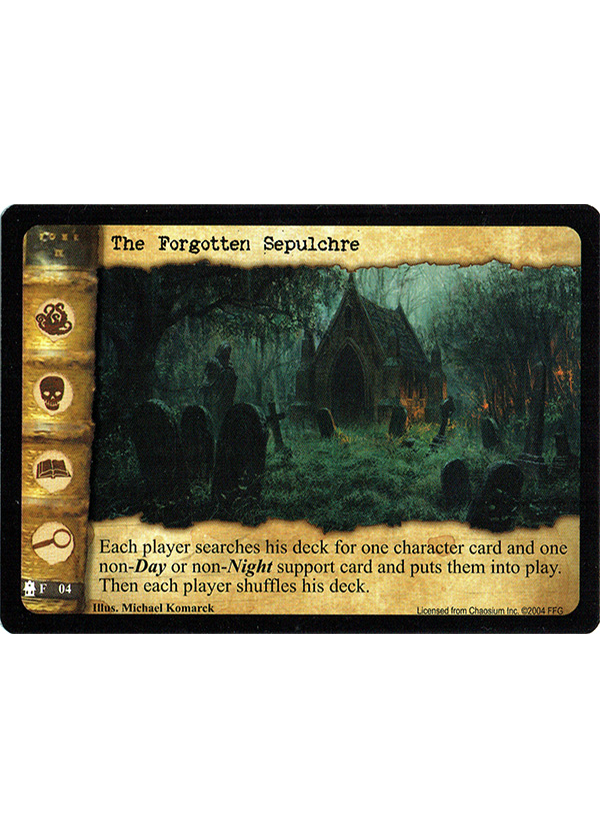 TOME
II
The Forgotten Sepulchre
Each player searches his deck for one character card and one
non-Day or non-Night support card and puts them into play.
Then each player shuffles his deck.
F 04
Illus. Michael Komarck
Licensed from Chaosium Inc. ©2004 FFG